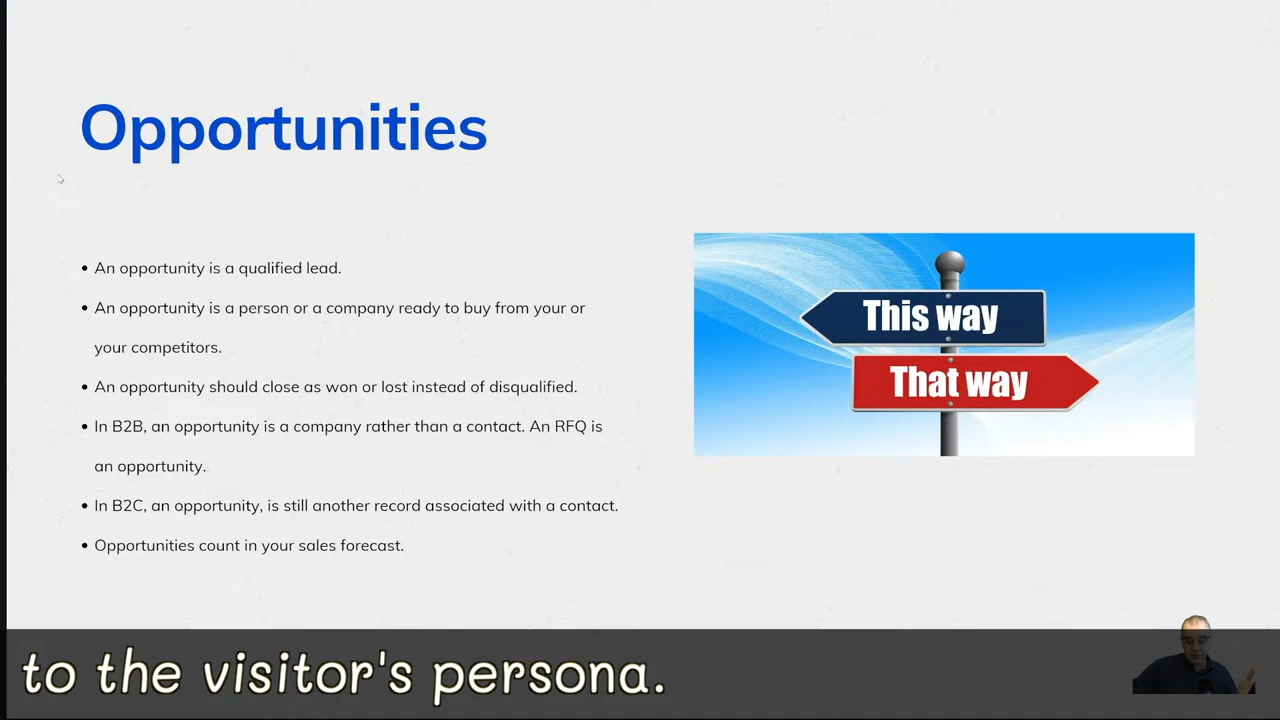 Opportunities
• An opportunity is a qualified lead.
• An opportunity is a person or a company ready to buy from your or
your competitors.
• An opportunity should close as won or lost instead of disqualified.
• In B2B, an opportunity is a company rather than a contact. An RFQ is
an opportunity.
• In B2C, an opportunity, is still another record associated with a contact.
• Opportunities count in your sales forecast.
This way
That way
to the visitor's persona.